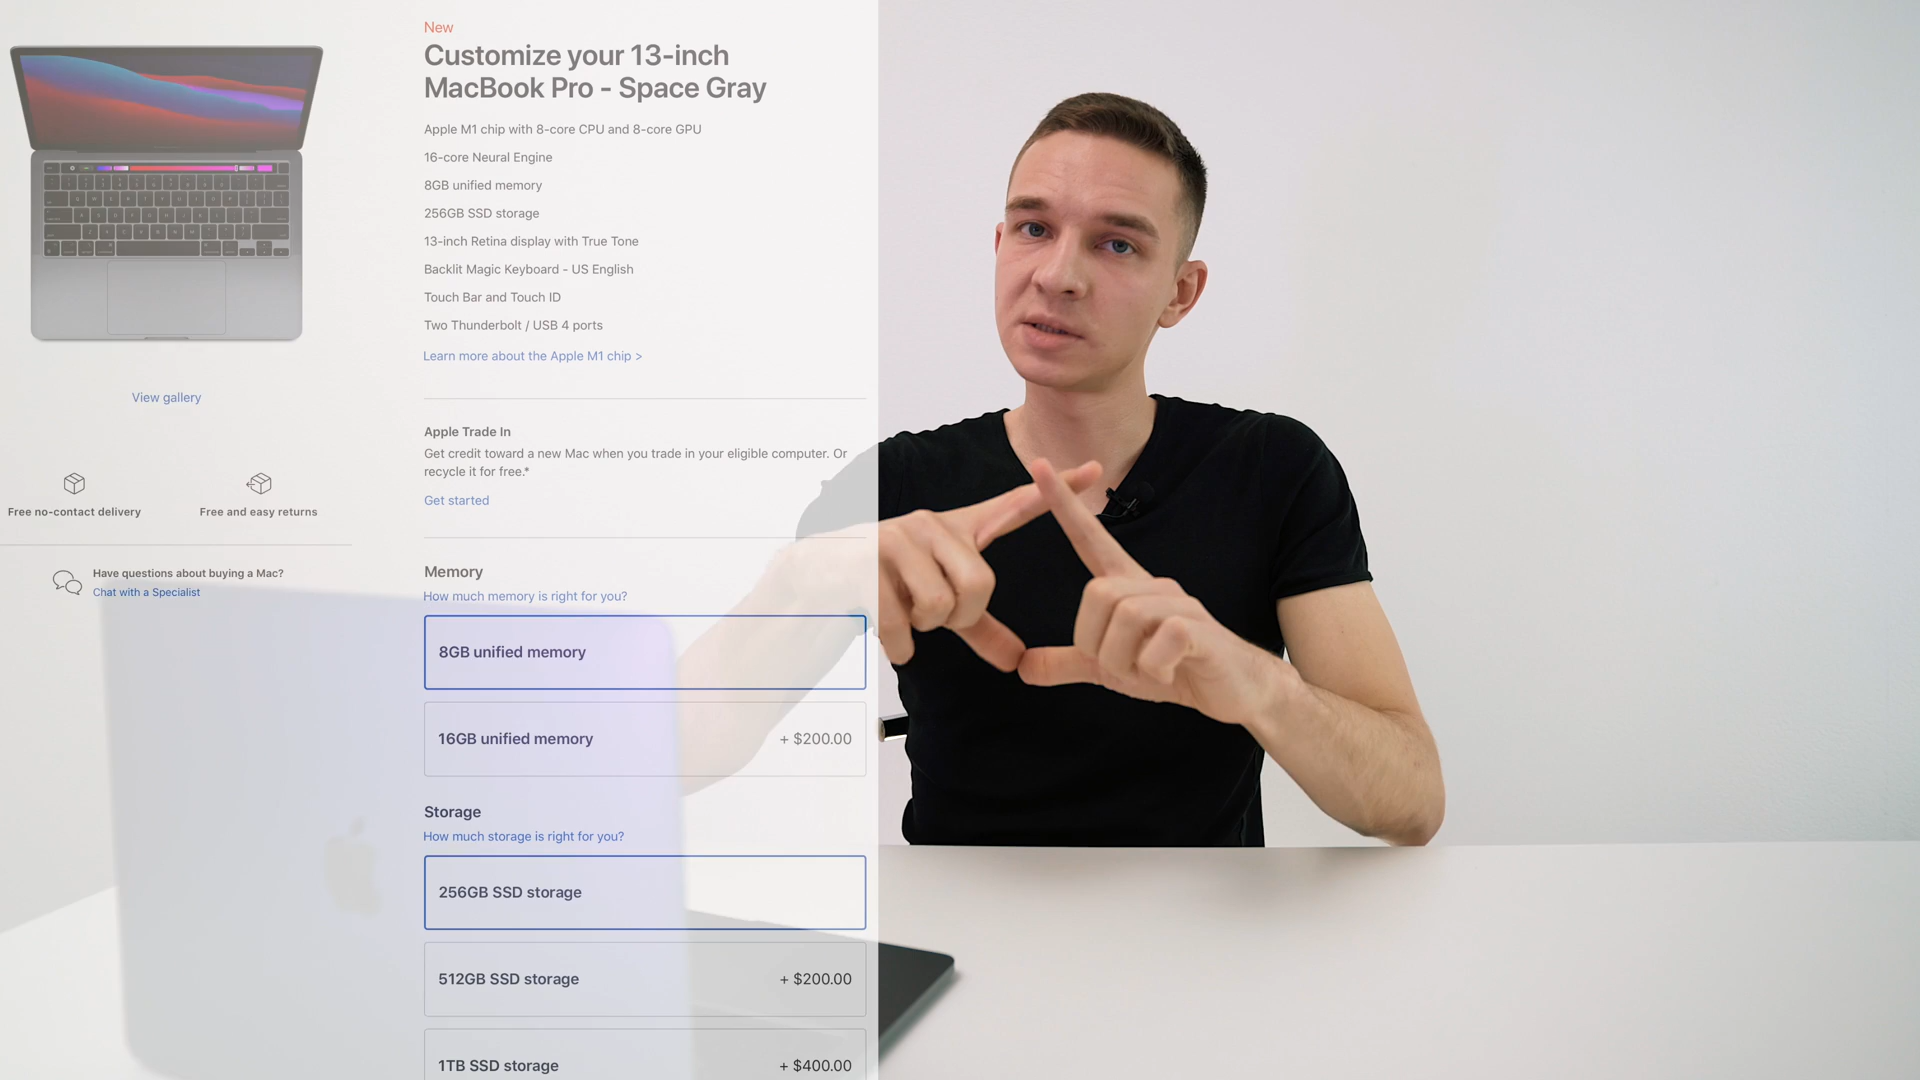 New
Customize your 13-inch
MacBook Pro - Space Gray
Apple M1 chip with 8-core CPU and 8-core GPU
16-core Neural Engine
8GB unified memory
256GB SSD storage
13-inch Retina display with True Tone
Backlit Magic Keyboard - US English
Touch Bar and Touch ID
Two Thunderbolt / USB 4 ports
Learn more about the Apple M1 chip >
View gallery
Free no-contact delivery
Free and easy returns
Have questions about buying a Mac?
Chat with a Specialist
Apple Trade In
Get credit toward a new Mac when you trade in your eligible computer. Or
recycle it for free.*
Get started
Memory
How much memory is right for you?
8GB unified memory
16GB unified memory + $200.00
Storage
How much storage is right for you?
256GB SSD storage
512GB SSD storage + $200.00
1TB SSD storage + $400.00